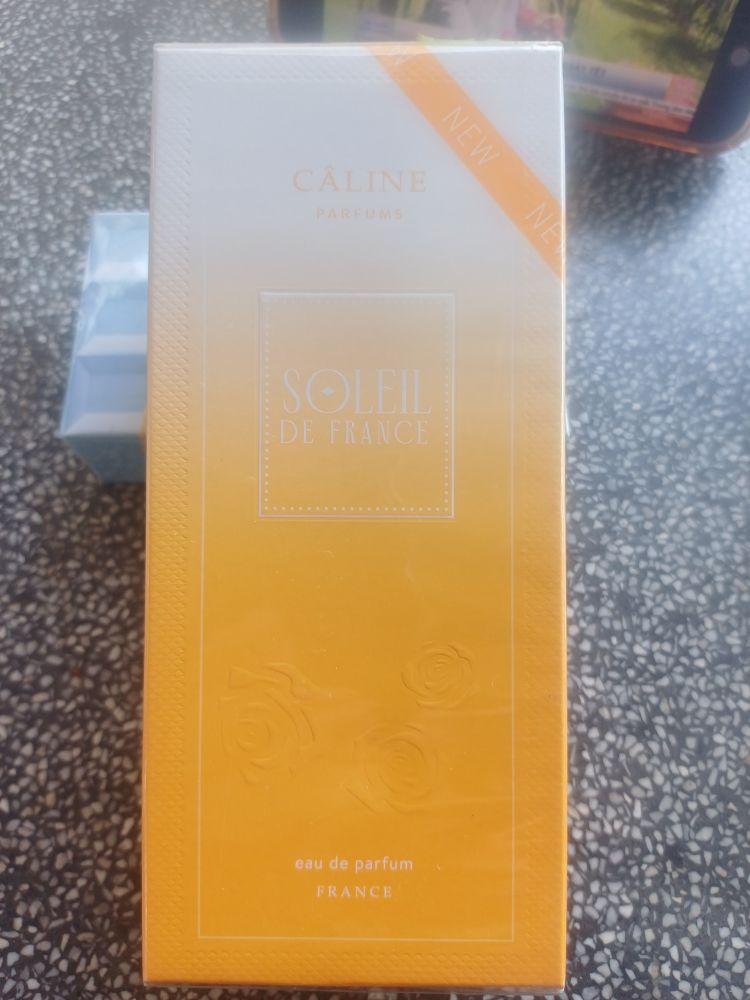 NEW
NEW
CÂLINE
PARFUMS
SOLEIL
DE FRANCE
eau de parfum
FRANCE